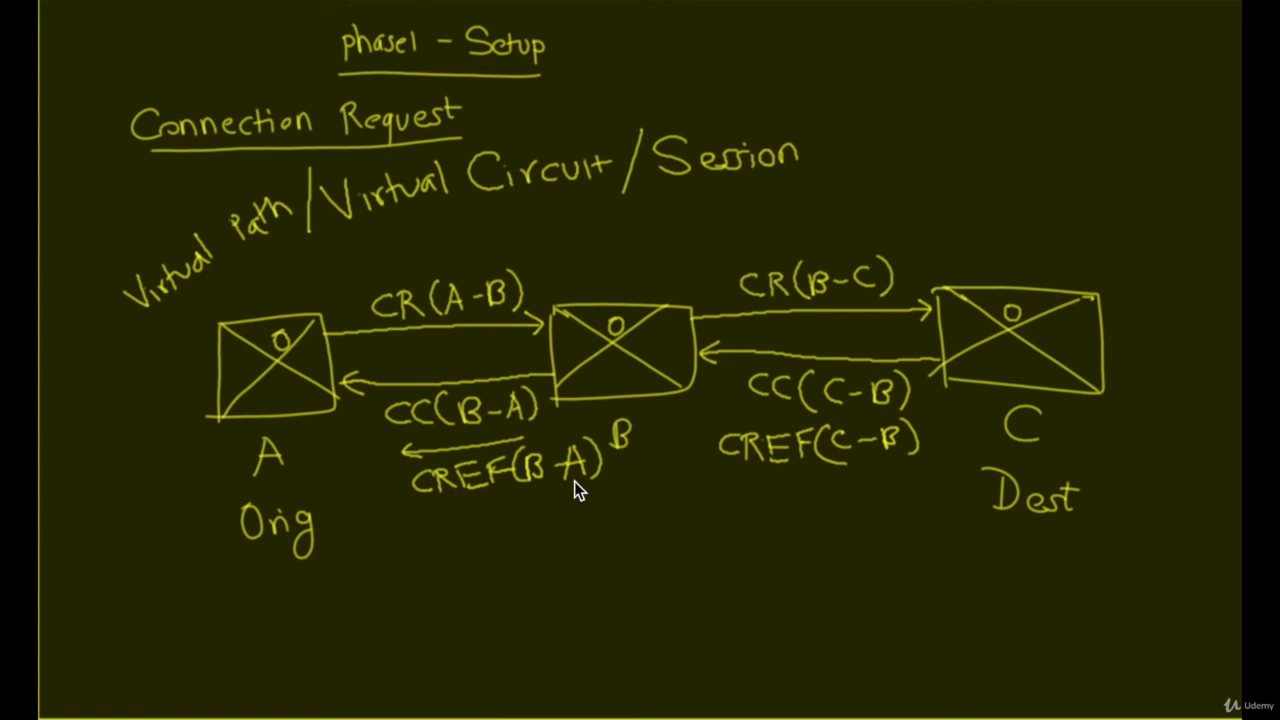 phase1 - Setup
Connection Request
Virtual Path/Virtual Circuit/Session
CR(A-B)
CR(B-C)
O
O
O
CC(B-A)
CC(C-B)
CREF(B-A)
B
CREF(C-B)
A
C
Orig
Dest
Udemy